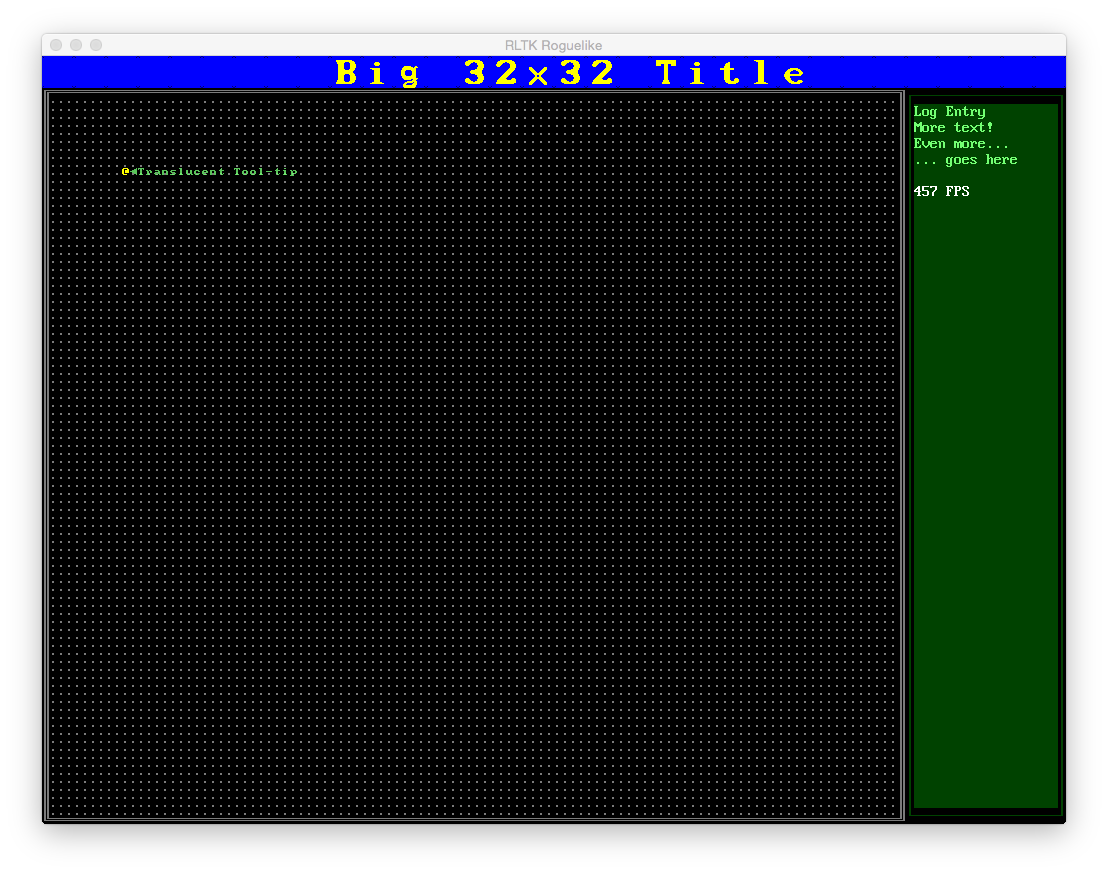 RLTK Roguelike
Big 32x32 Title
@◄Translucent Tool-tip
Log Entry
More text!
Even more...
... goes here
457 FPS